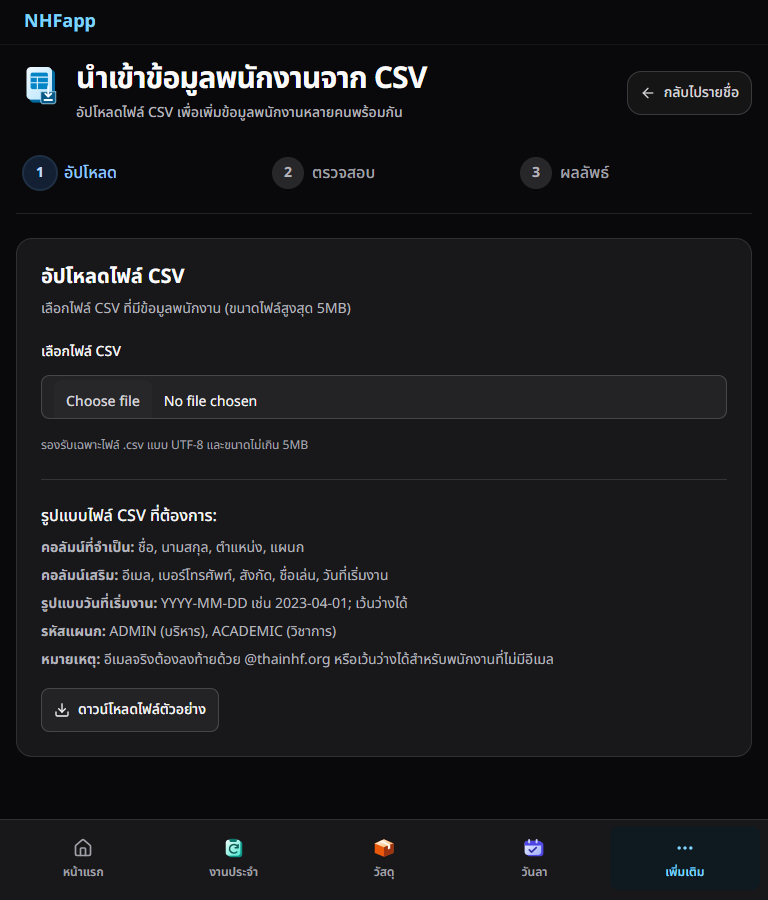 NHFapp
นำเข้าข้อมูลพนักงานจาก CSV
อัปโหลดไฟล์ CSV เพื่อเพิ่มข้อมูลพนักงานหลายคนพร้อมกัน
กลับไปรายชื่อ
1 อัปโหลด
2 ตรวจสอบ
3 ผลลัพธ์
อัปโหลดไฟล์ CSV
เลือกไฟล์ CSV ที่มีข้อมูลพนักงาน (ขนาดไฟล์สูงสุด 5MB)
เลือกไฟล์ CSV
Choose file No file chosen
รองรับเฉพาะไฟล์ .csv แบบ UTF-8 และขนาดไม่เกิน 5MB
รูปแบบไฟล์ CSV ที่ต้องการ:
คอลัมน์ที่จำเป็น: ชื่อ, นามสกุล, ตำแหน่ง, แผนก
คอลัมน์เสริม: อีเมล, เบอร์โทรศัพท์, สังกัด, ชื่อเล่น, วันที่เริ่มงาน
รูปแบบวันที่เริ่มงาน: YYYY-MM-DD เช่น 2023-04-01; เว้นว่างได้
รหัสแผนก: ADMIN (บริหาร), ACADEMIC (วิชาการ)
หมายเหตุ: อีเมลจริงต้องลงท้ายด้วย @thainhf.org หรือเว้นว่างได้สำหรับพนักงานที่ไม่มีอีเมล
ดาวน์โหลดไฟล์ตัวอย่าง
หน้าแรก
งานประจำ
วัสดุ
วันลา
เพิ่มเติม